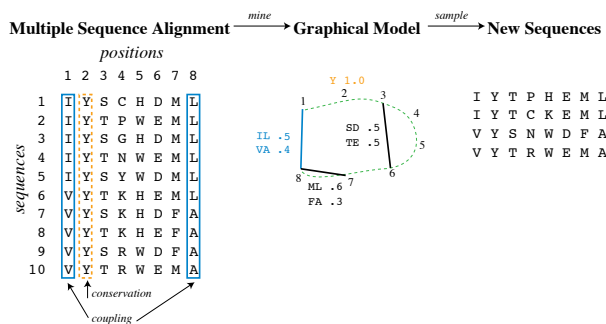 Multiple Sequence Alignment mine Graphical Model sample New Sequences
positions
1 2 3 4 5 6 7 8
1 I Y S C H D M L
2 I Y T P W E M L
3 I Y S G H D M L
4 I Y T N W E M L
5 I Y S Y W D M L
6 V Y T K H E M L
7 V Y S K H D F A
8 V Y T K H E F A
9 V Y S R W D F A
10 V Y T R W E M A
sequences
conservation
coupling
Y 1.0
1
2
3
4
5
6
7
8
IL .5
VA .4
SD .5
TE .5
ML .6
FA .3
I Y T P H E M L
I Y T C K E M L
V Y S N W D F A
V Y T R W E M A